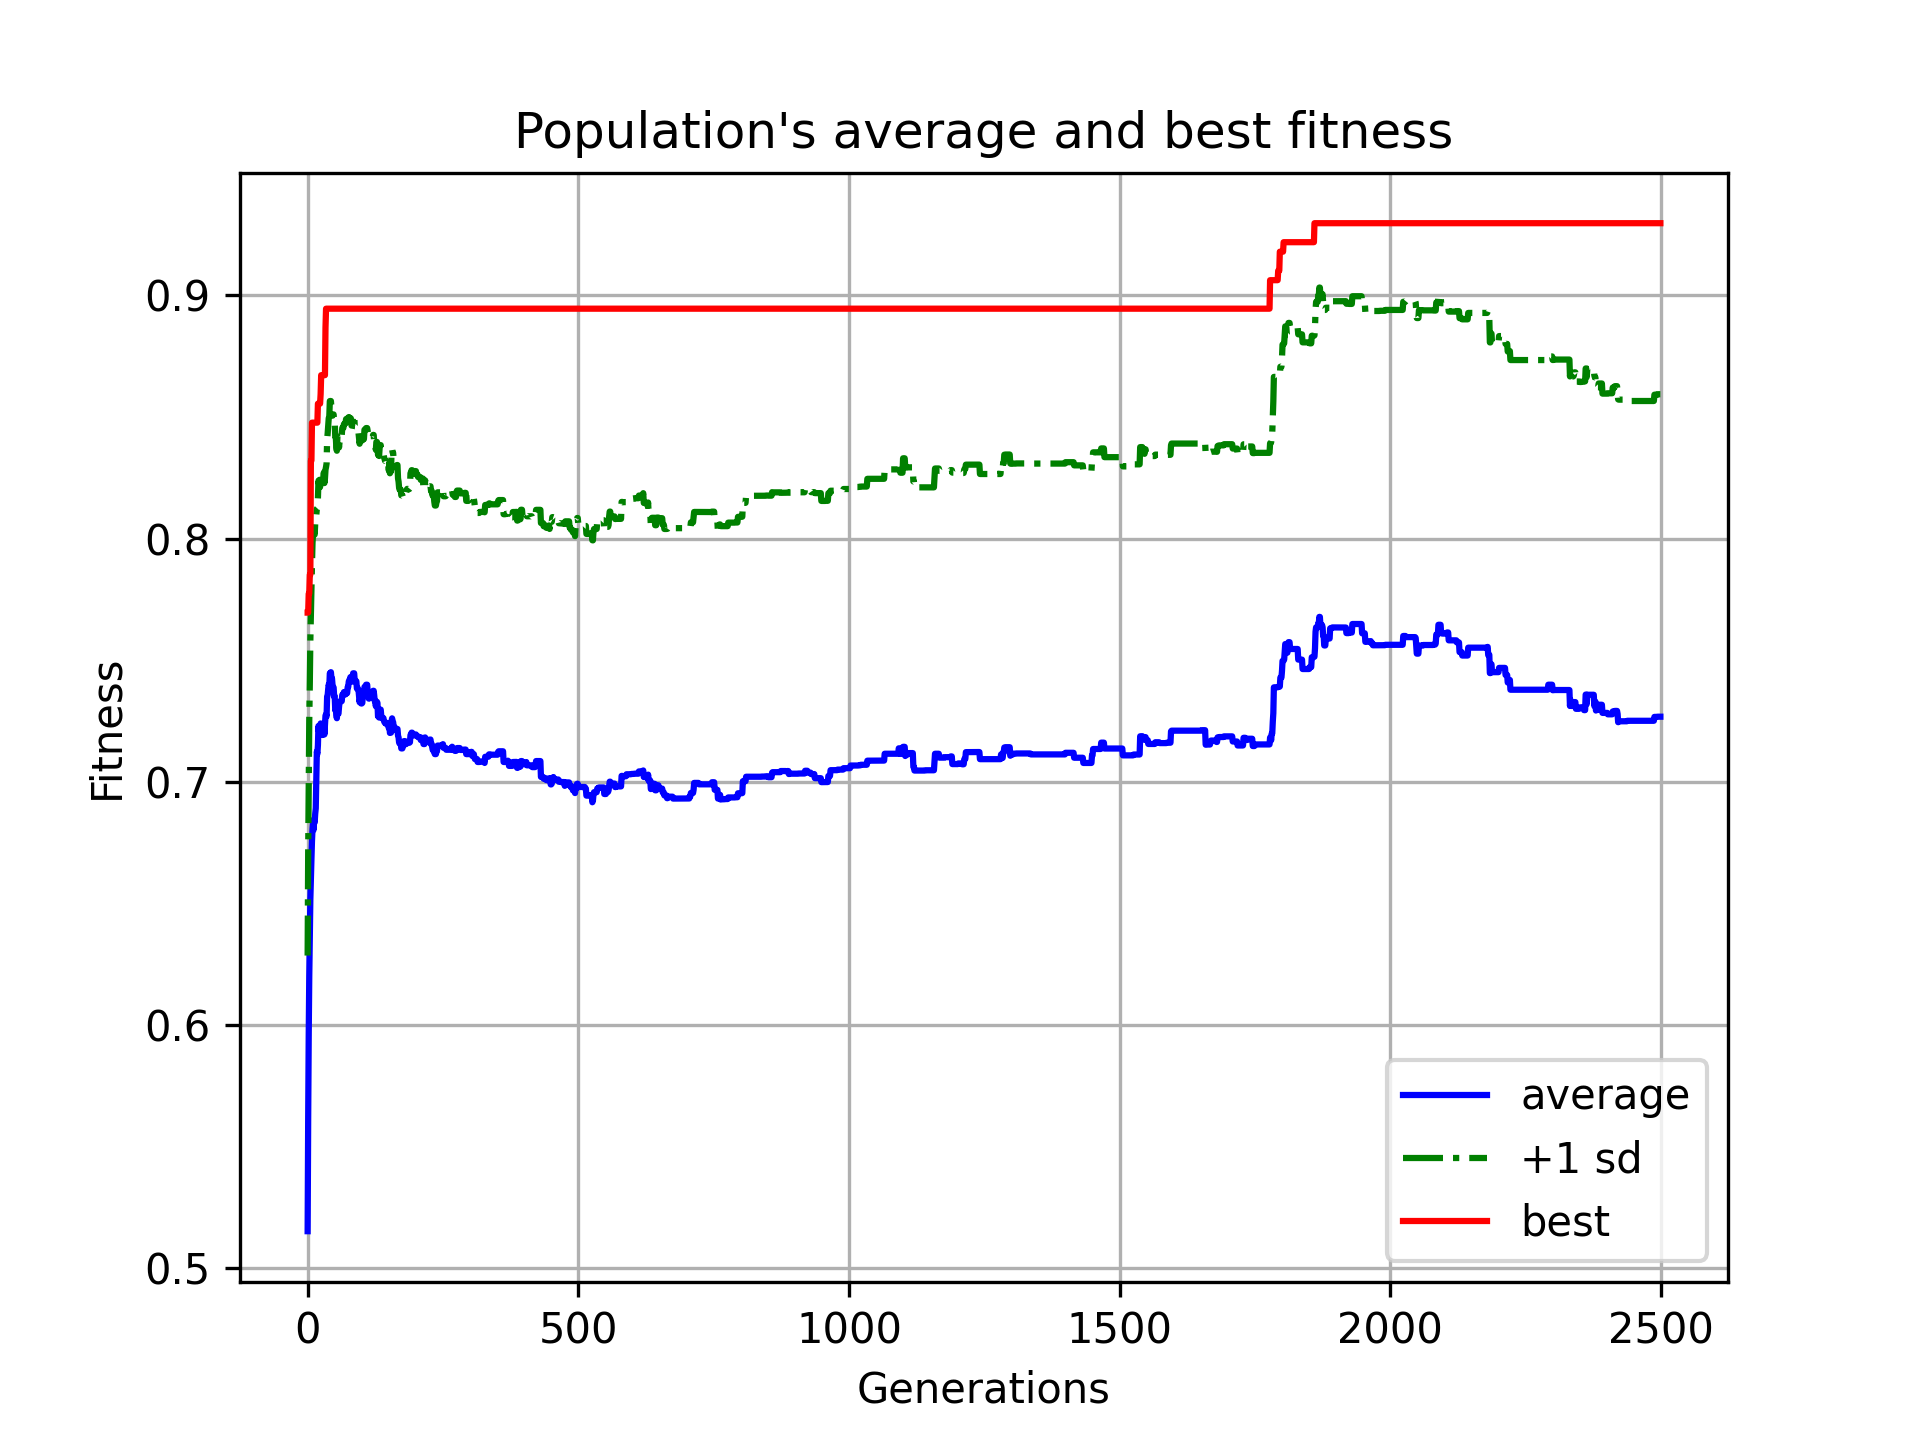 Population's average and best fitness
Fitness
0.9
0.8
0.7
0.6
0.5
0
500
1000
1500
2000
2500
Generations
average
+1 sd
best